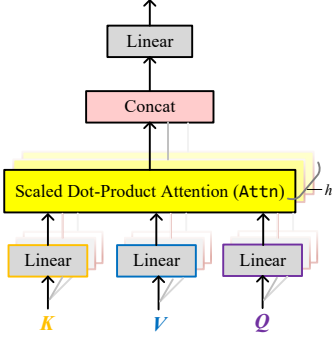 Linear
Concat
Scaled Dot-Product Attention (Attn)
h
Linear Linear Linear
K V Q